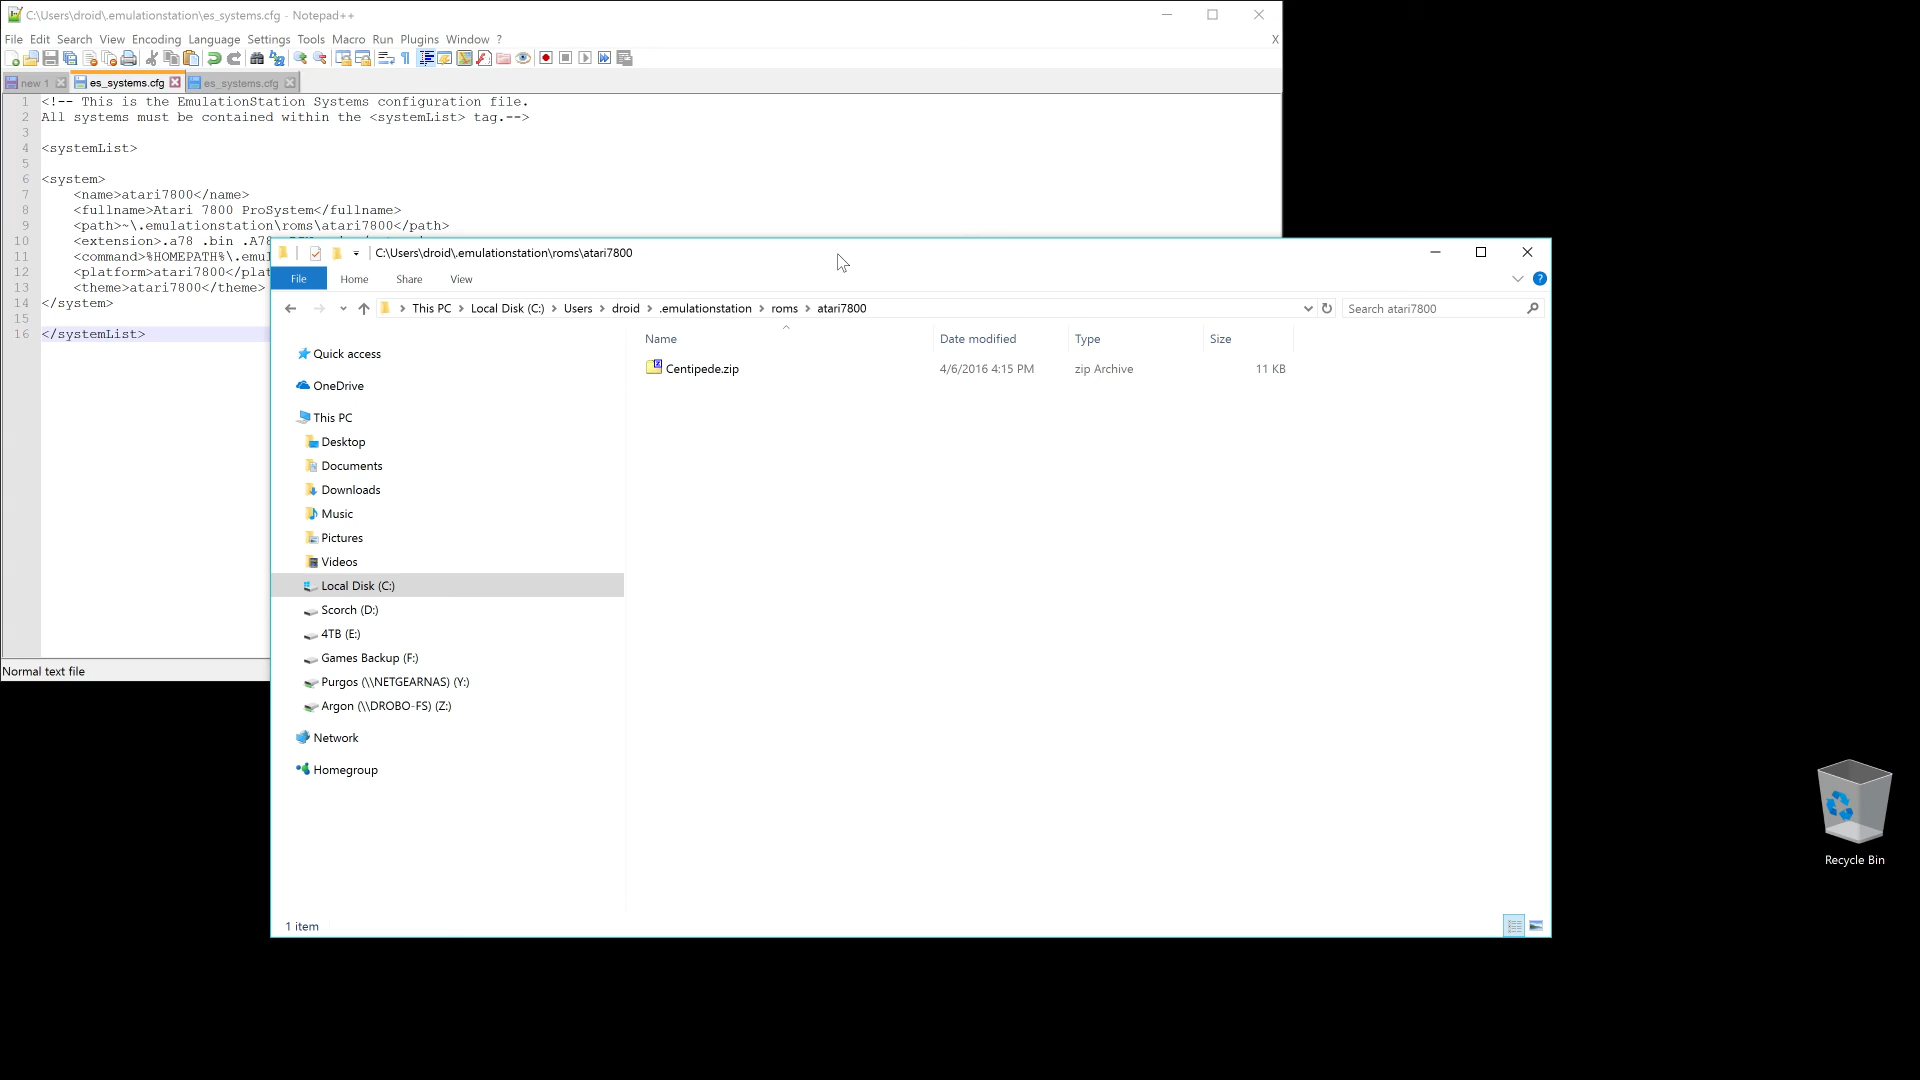 C:\Users\droid\.emulationstation\es_systems.cfg - Notepad++
File Edit Search View Encoding Language Settings Tools Macro Run Plugins Window ?
X
new 1 es_systems.cfg es_systems.cfg
1 <!-- This is the EmulationStation Systems configuration file.
2 All systems must be contained within the <systemList> tag.-->
3
4 <systemList>
5
6 <system>
7 <name>atari7800</name>
8 <fullname>Atari 7800 ProSystem</fullname>
9 <path>~\.emulationstation\roms\atari7800</path>
10 <extension>.a78 .bin .A78
11 <command>%HOMEPATH%\.emul
12 <platform>atari7800</plat
13 <theme>atari7800</theme>
14 </system>
15
16 </systemList>
Normal text file
C:\Users\droid\.emulationstation\roms\atari7800
File Home Share View
This PC Local Disk (C:) Users droid .emulationstation roms atari7800
Search atari7800
Quick access
OneDrive
This PC
Desktop
Documents
Downloads
Music
Pictures
Videos
Local Disk (C:)
Scorch (D:)
4TB (E:)
Games Backup (F:)
Purgos (\\NETGEARNAS) (Y:)
Argon (\\DROBO-FS) (Z:)
Network
Homegroup
Name Date modified Type Size
Centipede.zip 4/6/2016 4:15 PM zip Archive 11 KB
1 item
Recycle Bin